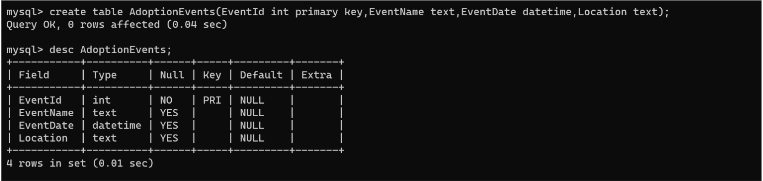 mysql> create table AdoptionEvents(EventId int primary key,EventName text,EventDate datetime,Location text);
Query OK, 0 rows affected (0.04 sec)

mysql> desc AdoptionEvents;
+-----------+----------+------+-----+---------+-------+
| Field     | Type     | Null | Key | Default | Extra |
+-----------+----------+------+-----+---------+-------+
| EventId   | int      | NO   | PRI | NULL    |       |
| EventName | text     | YES  |     | NULL    |       |
| EventDate | datetime | YES  |     | NULL    |       |
| Location  | text     | YES  |     | NULL    |       |
+-----------+----------+------+-----+---------+-------+
4 rows in set (0.01 sec)